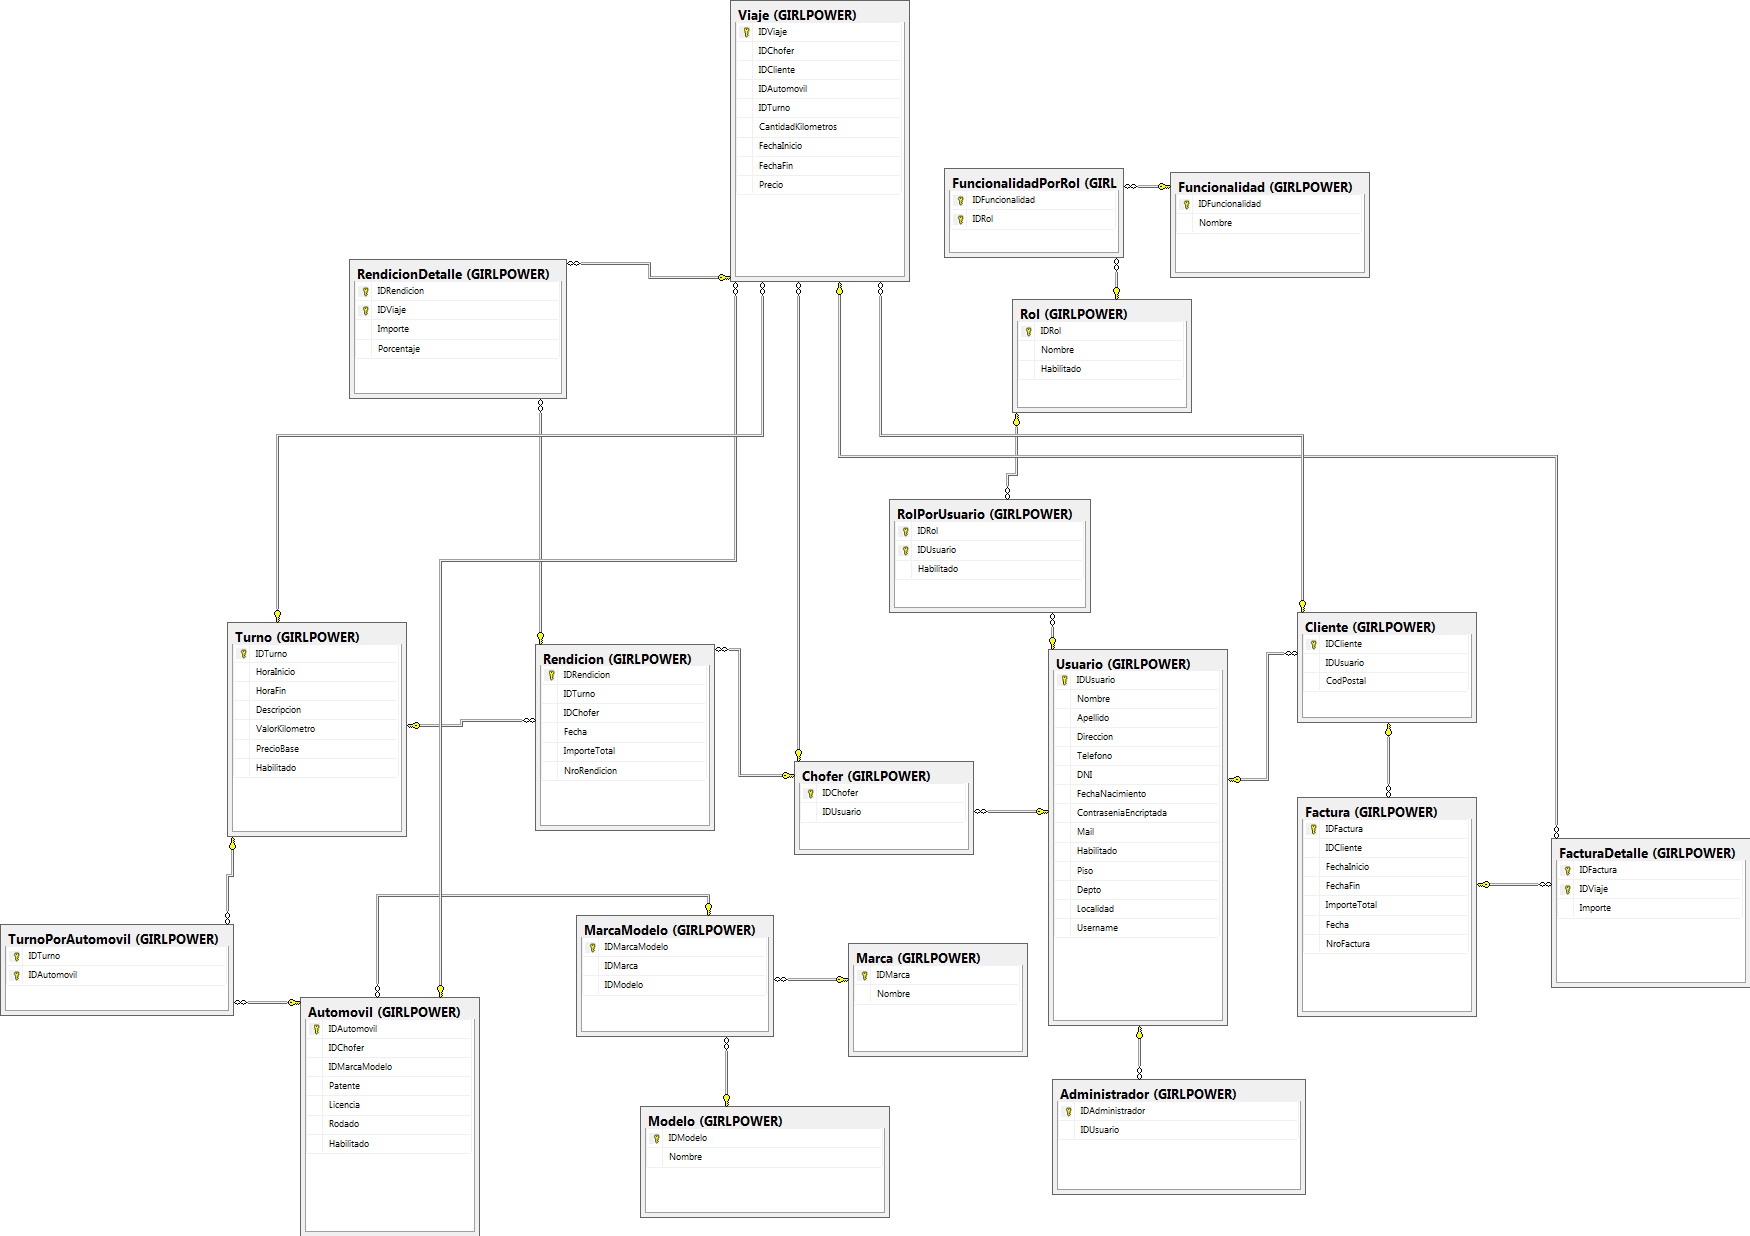 Viaje (GIRLPOWER)
IDViaje
IDChofer
IDCliente
IDAutomovil
IDTurno
CantidadKilometros
FechaInicio
FechaFin
Precio
FuncionalidadPorRol (GIRL
IDFuncionalidad
IDRol
Funcionalidad (GIRLPOWER)
IDFuncionalidad
Nombre
RendicionDetalle (GIRLPOWER)
IDRendicion
IDViaje
Importe
Porcentaje
Rol (GIRLPOWER)
IDRol
Nombre
Habilitado
RolPorUsuario (GIRLPOWER)
IDRol
IDUsuario
Habilitado
Turno (GIRLPOWER)
IDTurno
HoraInicio
HoraFin
Descripcion
ValorKilometro
PrecioBase
Habilitado
Rendicion (GIRLPOWER)
IDRendicion
IDTurno
IDChofer
Fecha
ImporteTotal
NroRendicion
Chofer (GIRLPOWER)
IDChofer
IDUsuario
Usuario (GIRLPOWER)
IDUsuario
Nombre
Apellido
Direccion
Telefono
DNI
FechaNacimiento
ContraseniaEncriptada
Mail
Habilitado
Piso
Depto
Localidad
Username
Cliente (GIRLPOWER)
IDCliente
IDUsuario
CodPostal
Factura (GIRLPOWER)
IDFactura
IDCliente
FechaInicio
FechaFin
ImporteTotal
Fecha
NroFactura
FacturaDetalle (GIRLPOWER)
IDFactura
IDViaje
Importe
TurnoPorAutomovil (GIRLPOWER)
IDTurno
IDAutomovil
Automovil (GIRLPOWER)
IDAutomovil
IDChofer
IDMarcaModelo
Patente
Licencia
Rodado
Habilitado
MarcaModelo (GIRLPOWER)
IDMarcaModelo
IDMarca
IDModelo
Marca (GIRLPOWER)
IDMarca
Nombre
Modelo (GIRLPOWER)
IDModelo
Nombre
Administrador (GIRLPOWER)
IDAdministrador
IDUsuario